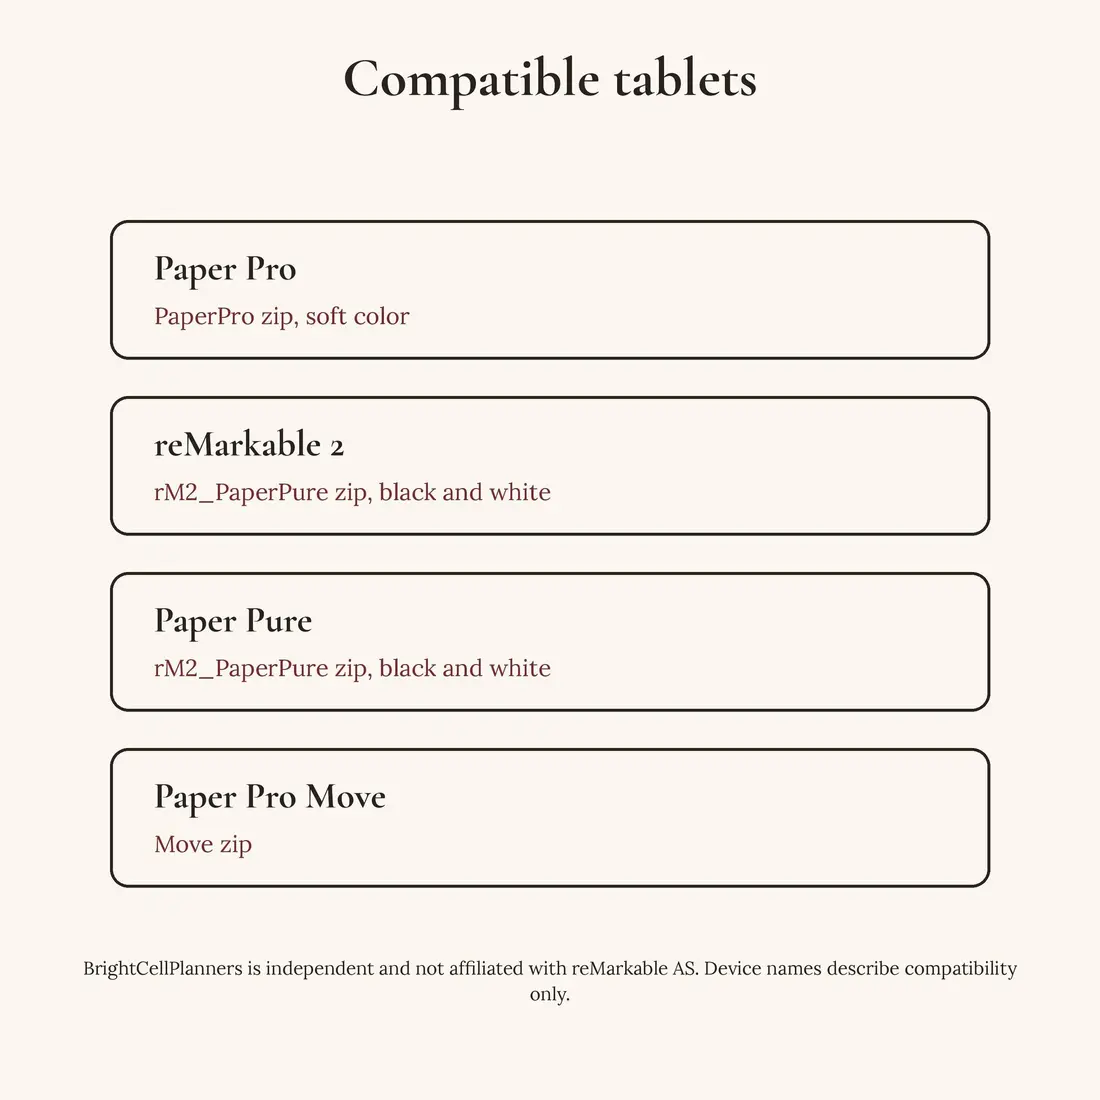 Compatible tablets
Paper Pro
PaperPro zip, soft color
reMarkable 2
rM2_PaperPure zip, black and white
Paper Pure
rM2_PaperPure zip, black and white
Paper Pro Move
Move zip
BrightCellPlanners is independent and not affiliated with reMarkable AS. Device names describe compatibility
only.